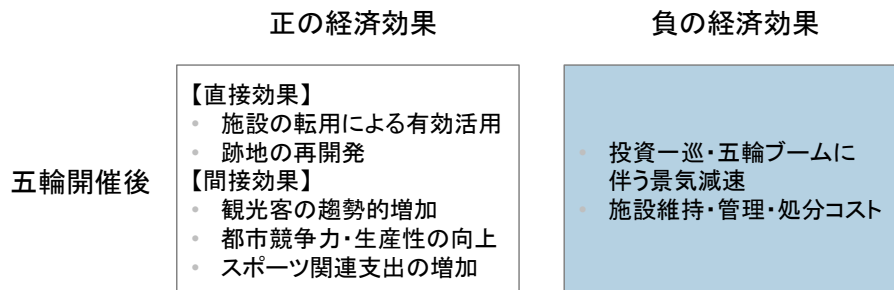 正の経済効果
負の経済効果
五輪開催後
【直接効果】
• 施設の転用による有効活用
• 跡地の再開発
【間接効果】
• 観光客の趨勢的増加
• 都市競争力・生産性の向上
• スポーツ関連支出の増加
• 投資一巡・五輪ブームに
伴う景気減速
• 施設維持・管理・処分コスト